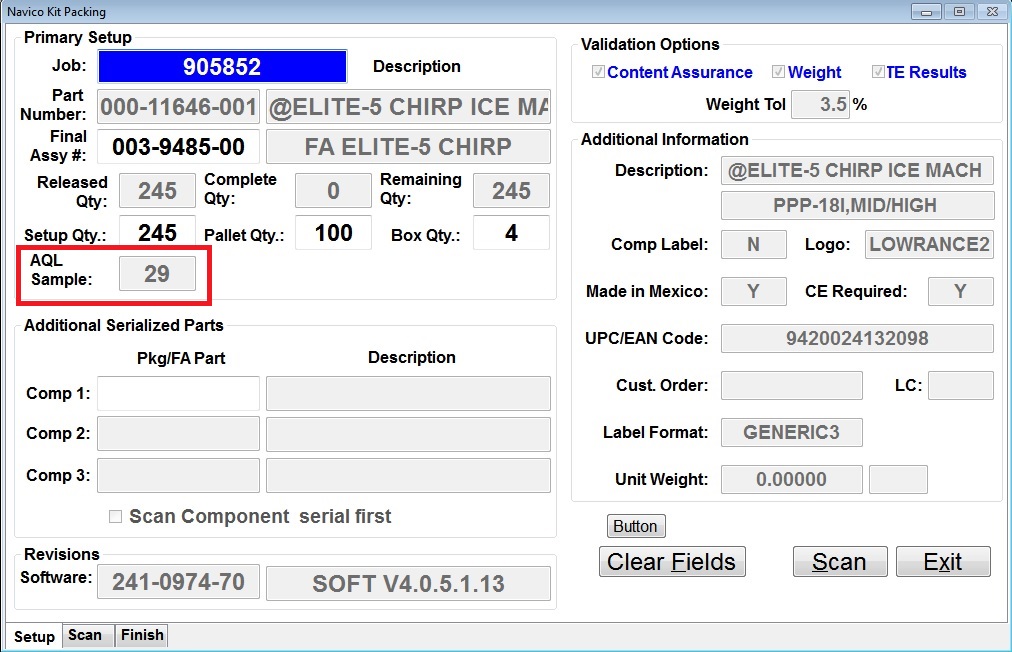 Navico Kit Packing
Primary Setup
Job: 905852 Description
Part Number: 000-11646-001 @ELITE-5 CHIRP ICE MA
Final Assy #: 003-9485-00 FA ELITE-5 CHIRP
Released Qty: 245 Complete Qty: 0 Remaining Qty: 245
Setup Qty.: 245 Pallet Qty.: 100 Box Qty.: 4
AQL Sample: 29
Additional Serialized Parts
Pkg/FA Part Description
Comp 1:
Comp 2:
Comp 3:
Scan Component serial first
Revisions
Software: 241-0974-70 SOFT V4.0.5.1.13
Validation Options
Content Assurance Weight TE Results
Weight Tol 3.5 %
Additional Information
Description: @ELITE-5 CHIRP ICE MACH
PPP-18I,MID/HIGH
Comp Label: N Logo: LOWRANCE2
Made in Mexico: Y CE Required: Y
UPC/EAN Code: 9420024132098
Cust. Order: LC:
Label Format: GENERIC3
Unit Weight: 0.00000
Button
Clear Fields Scan Exit
Setup Scan Finish